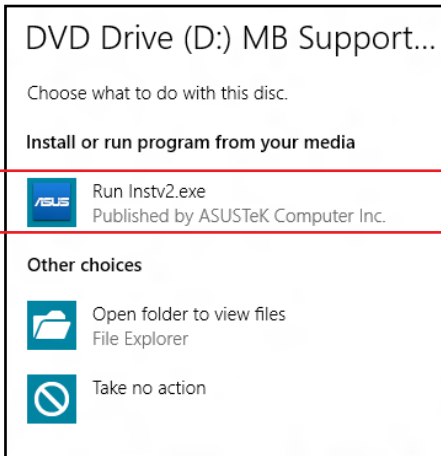 DVD Drive (D:) MB Support...
Choose what to do with this disc.
Install or run program from your media
ASUS
Run Instv2.exe
Published by ASUSTeK Computer Inc.
Other choices
Open folder to view files
File Explorer
Take no action